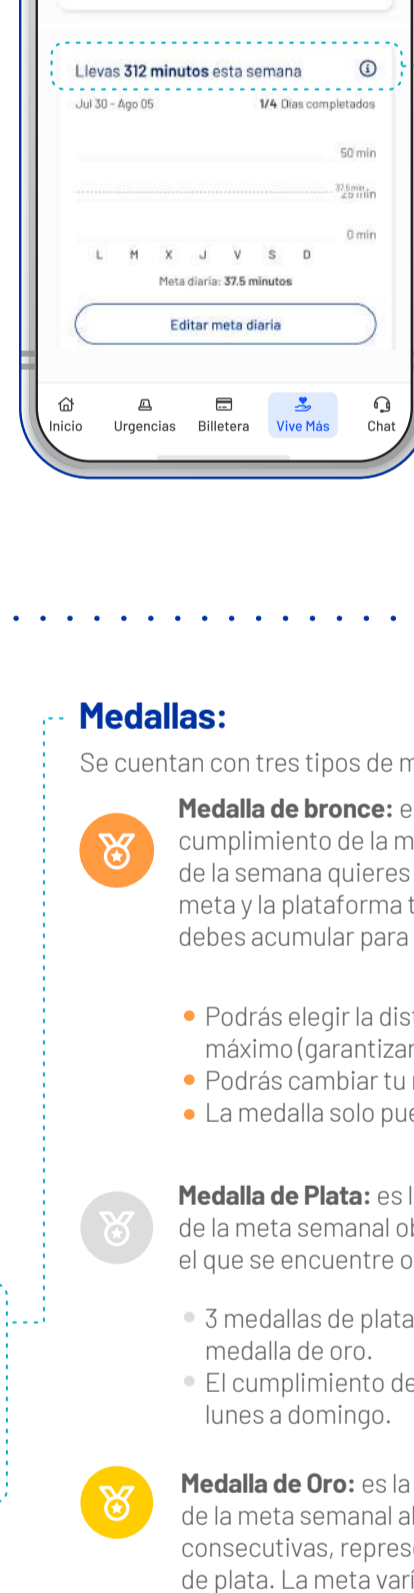 Llevas 312 minutos esta semana
Jul 30 - Ago 05
1/4 Días completados
50 min
37.5 min
25 min
0 min
L M X J V S D
Meta diaria: 37.5 minutos
Editar meta diaria
Inicio Urgencias Billetera Vive Más Chat
Medallas:
Se cuentan con tres tipos de
Medalla de bronce:
cumplimiento de la
de la semana quieres
meta y la plataforma
debes acumular para
Podrás elegir la
máximo (garantizar
Podrás cambiar tu
La medalla solo
Medalla de Plata: es
de la meta semanal
el que se encuentre
3 medallas de plata
medalla de oro.
El cumplimiento de
lunes a domingo.
Medalla de Oro: es la
de la meta semanal
consecutivas,
de plata. La meta